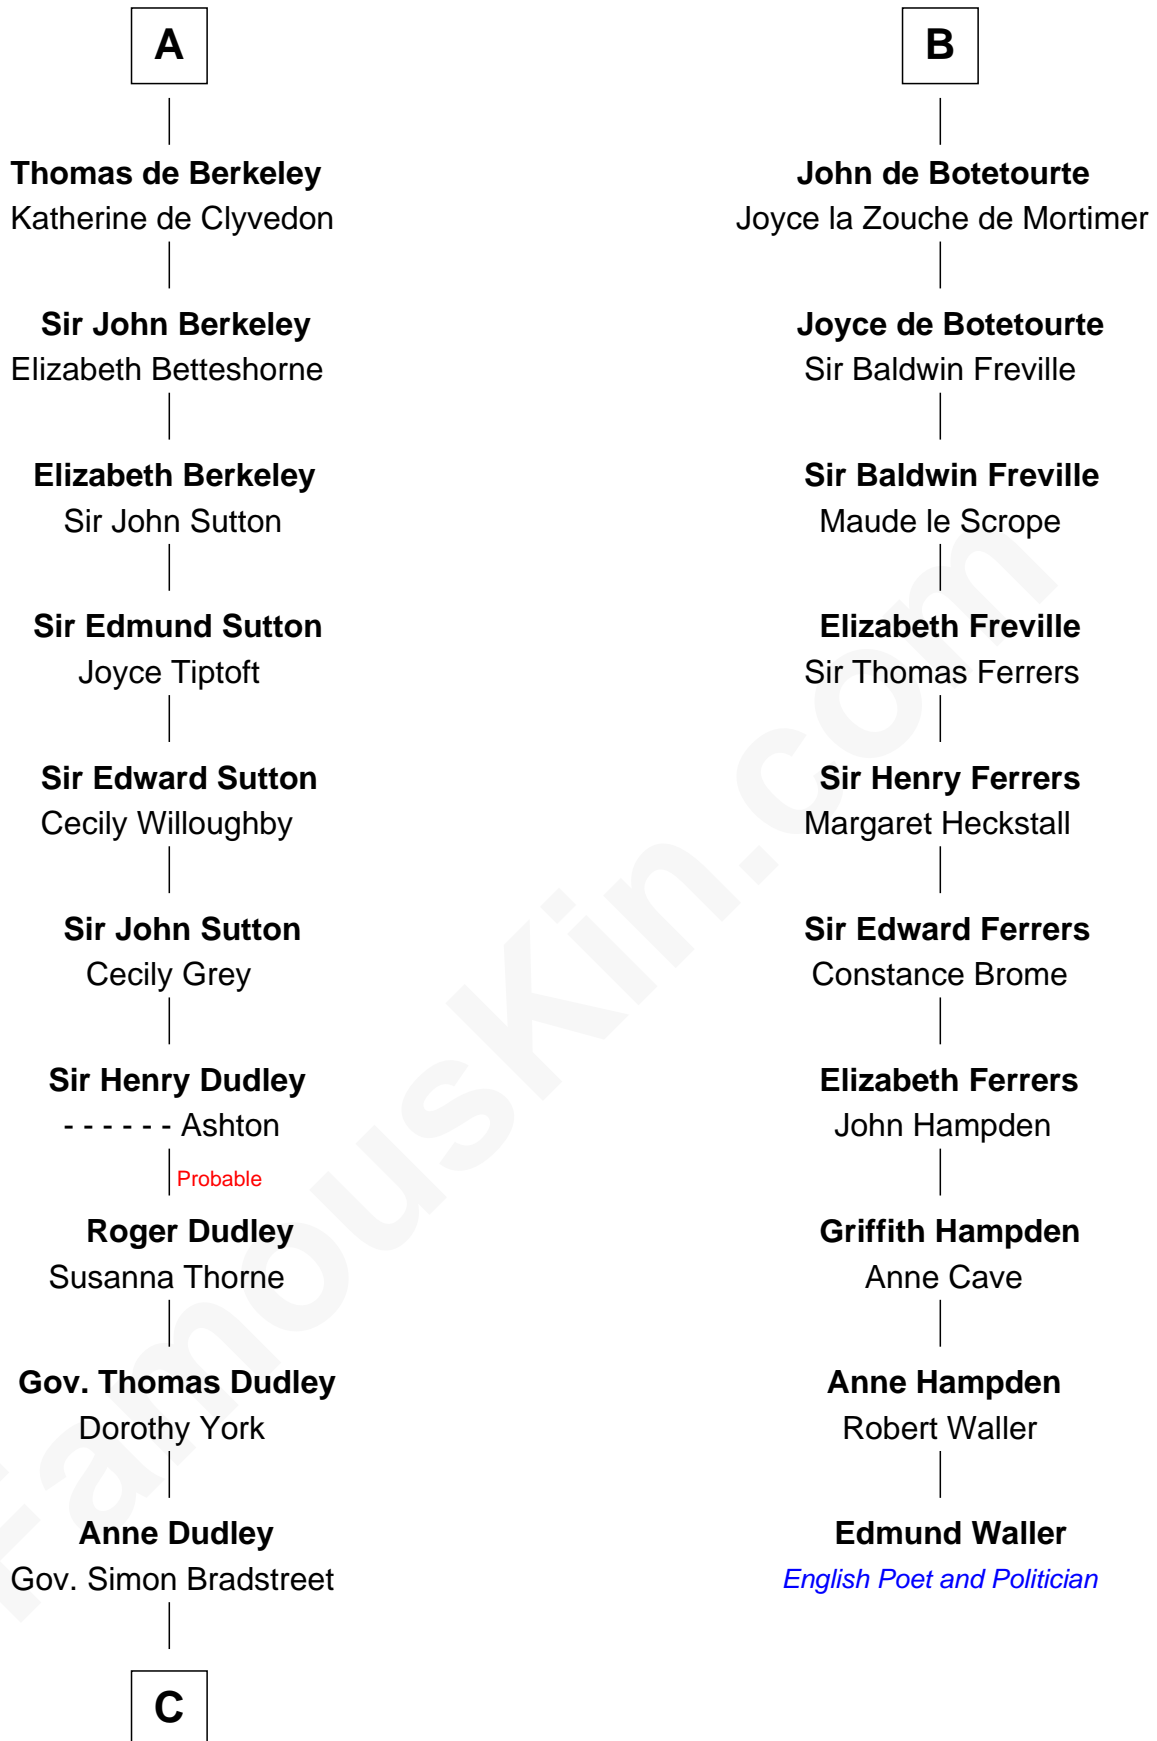 A
Thomas de Berkeley
Katherine de Clyvedon
Sir John Berkeley
Elizabeth Betteshorne
Elizabeth Berkeley
Sir John Sutton
Sir Edmund Sutton
Joyce Tiptoft
Sir Edward Sutton
Cecily Willoughby
Sir John Sutton
Cecily Grey
Sir Henry Dudley
- - - - - - Ashton
Probable
Roger Dudley
Susanna Thorne
Gov. Thomas Dudley
Dorothy York
Anne Dudley
Gov. Simon Bradstreet
C
B
John de Botetourte
Joyce la Zouche de Mortimer
Joyce de Botetourte
Sir Baldwin Freville
Sir Baldwin Freville
Maude le Scrope
Elizabeth Freville
Sir Thomas Ferrers
Sir Henry Ferrers
Margaret Heckstall
Sir Edward Ferrers
Constance Brome
Elizabeth Ferrers
John Hampden
Griffith Hampden
Anne Cave
Anne Hampden
Robert Waller
Edmund Waller
English Poet and Politician
FamousKin.com